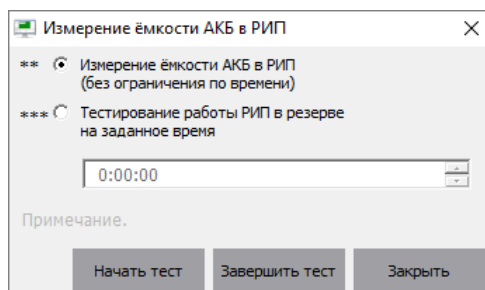 Измерение ёмкости АКБ в РИП
** Измерение ёмкости АКБ в РИП
(без ограничения по времени)
*** Тестирование работы РИП в резерве
на заданное время
0:00:00
Примечание.
Начать тест Завершить тест Закрыть